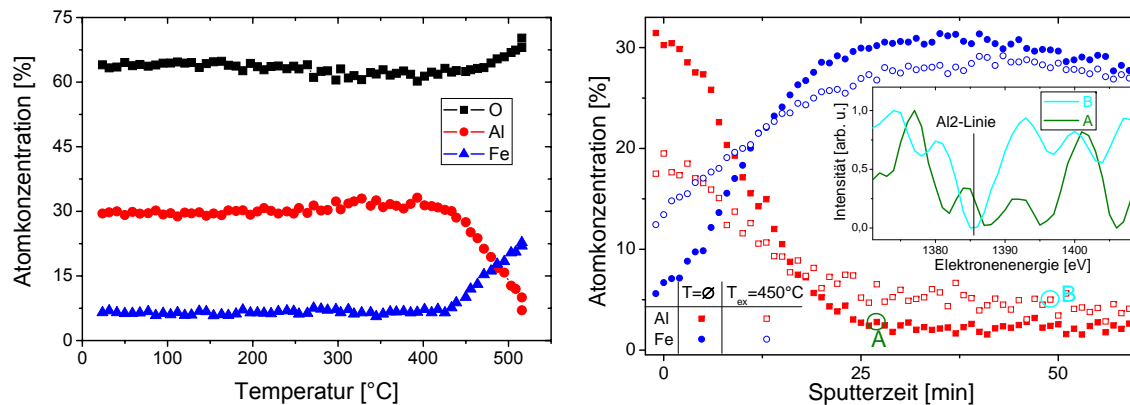 75
60
45
30
15
0
Atomkonzentration [%]
O
Al
Fe
0 100 200 300 400 500
Temperatur [°C]
30
20
10
0
Atomkonzentration [%]
T=Ø T_ex=450°C
Al
Fe
A
B
0 25 50
Sputterzeit [min]
Al2-Linie
B
A
1,0
0,5
0,0
Intensität [arb. u.]
1380 1390 1400
Elektronenenergie [eV]